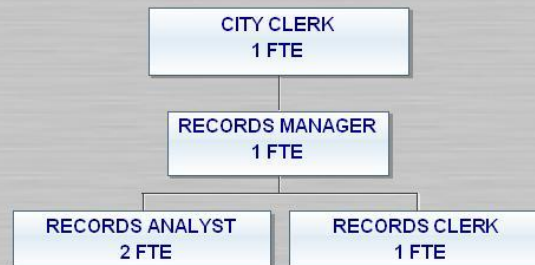 CITY CLERK
1 FTE
RECORDS MANAGER
1 FTE
RECORDS ANALYST
2 FTE
RECORDS CLERK
1 FTE